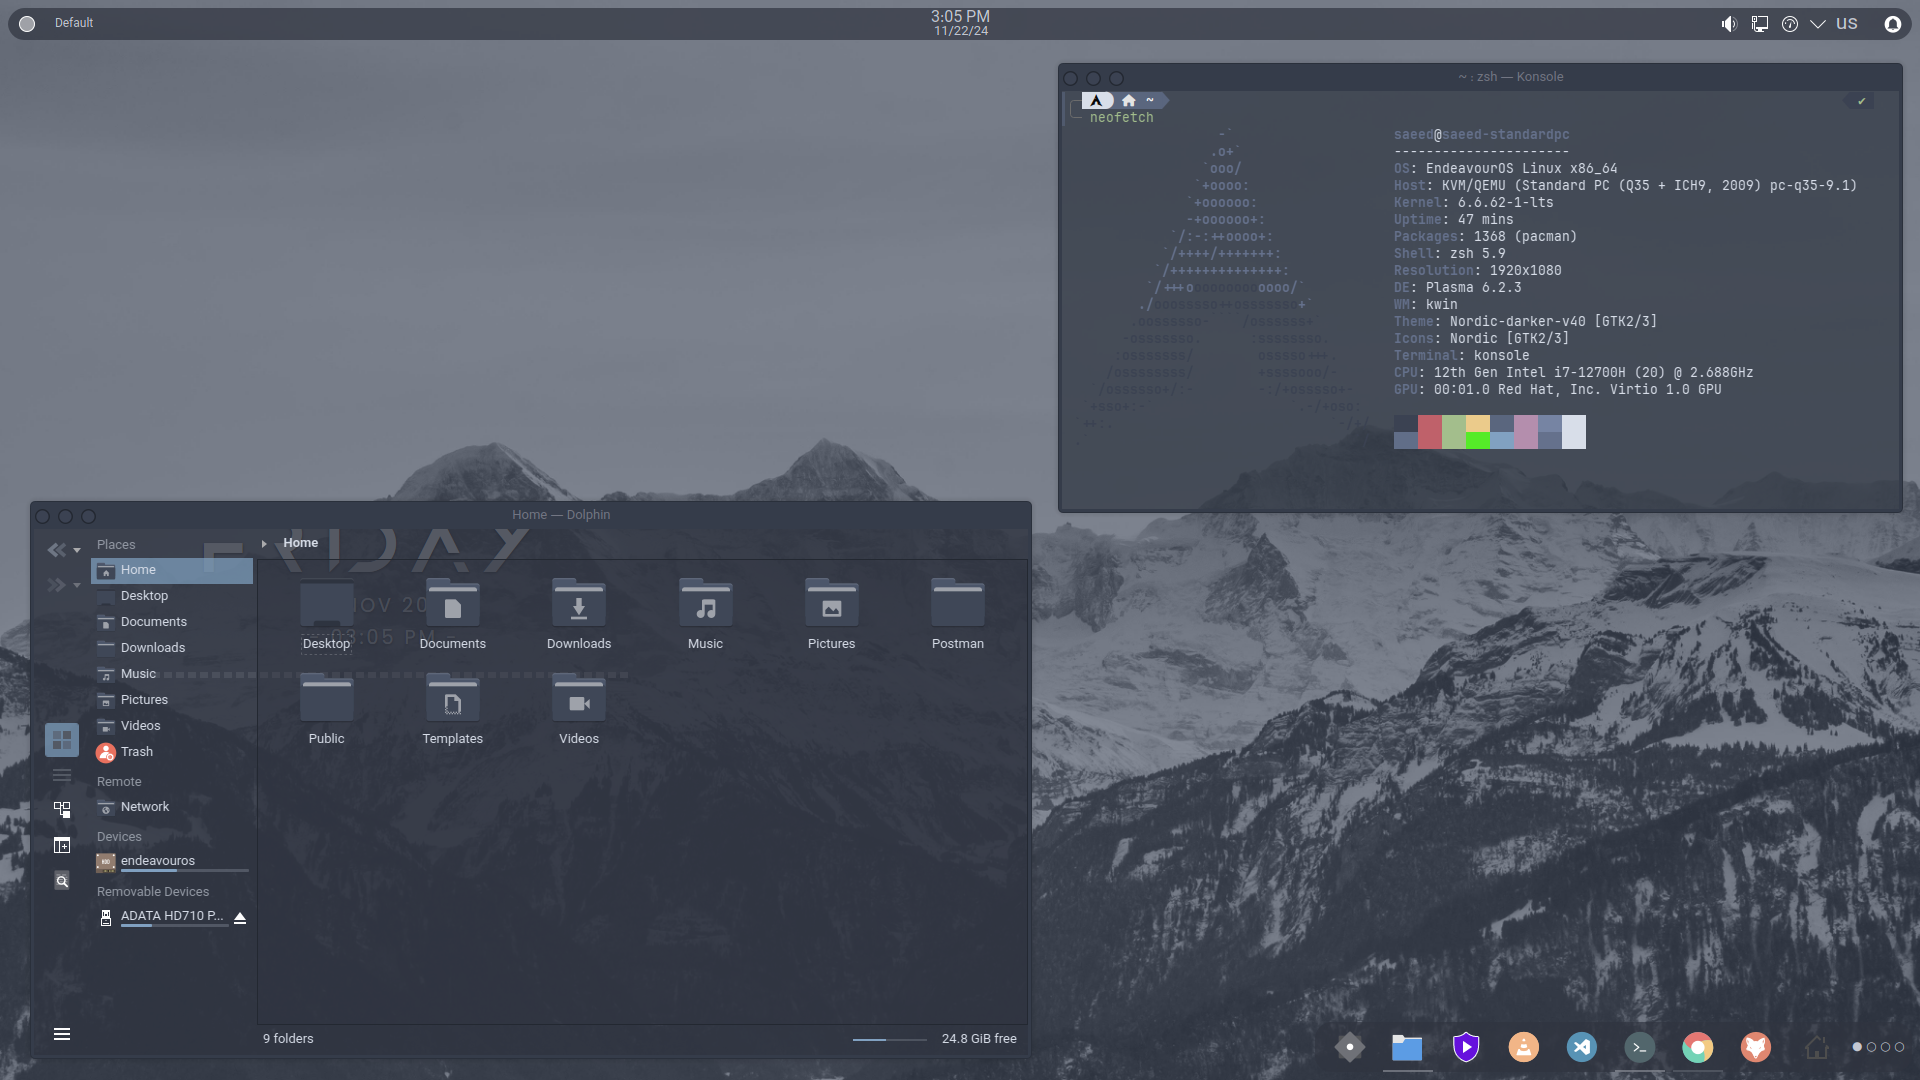 Default
3:05 PM
11/22/24
US
~ : zsh — Konsole
~
✔
neofetch
saeed@saeed-standardpc
----------------------
OS: EndeavourOS Linux x86_64
Host: KVM/QEMU (Standard PC (Q35 + ICH9, 2009) pc-q35-9.1)
Kernel: 6.6.62-1-lts
Uptime: 47 mins
Packages: 1368 (pacman)
Shell: zsh 5.9
Resolution: 1920x1080
DE: Plasma 6.2.3
WM: kwin
Theme: Nordic-darker-v40 [GTK2/3]
Icons: Nordic [GTK2/3]
Terminal: konsole
CPU: 12th Gen Intel i7-12700H (20) @ 2.688GHz
GPU: 00:01.0 Red Hat, Inc. Virtio 1.0 GPU
Home — Dolphin
Places
Home
Desktop
Documents
Downloads
Music
Pictures
Videos
Trash
Remote
Network
Devices
endeavouros
Removable Devices
ADATA HD710 P...
Home
FRIDAY
03:05 PM
Desktop
Documents
Downloads
Music
Pictures
Postman
Public
Templates
Videos
9 folders
24.8 GiB free